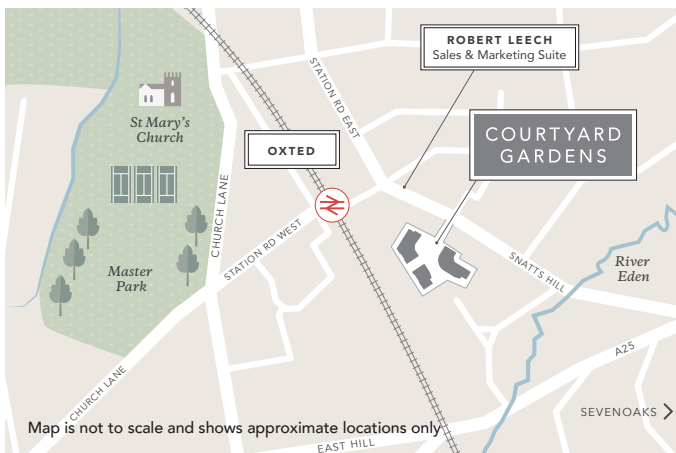 ROBERT LEECH
Sales & Marketing Suite
STATION RD EAST
COURTYARD
GARDENS
St Mary's
Church
OXTED
CHURCH LANE
STATION RD WEST
SNATTS HILL
River
Eden
Master
Park
A25
CHURCH LANE
SEVENOAKS
Map is not to scale and shows approximate locations only
EAST HILL